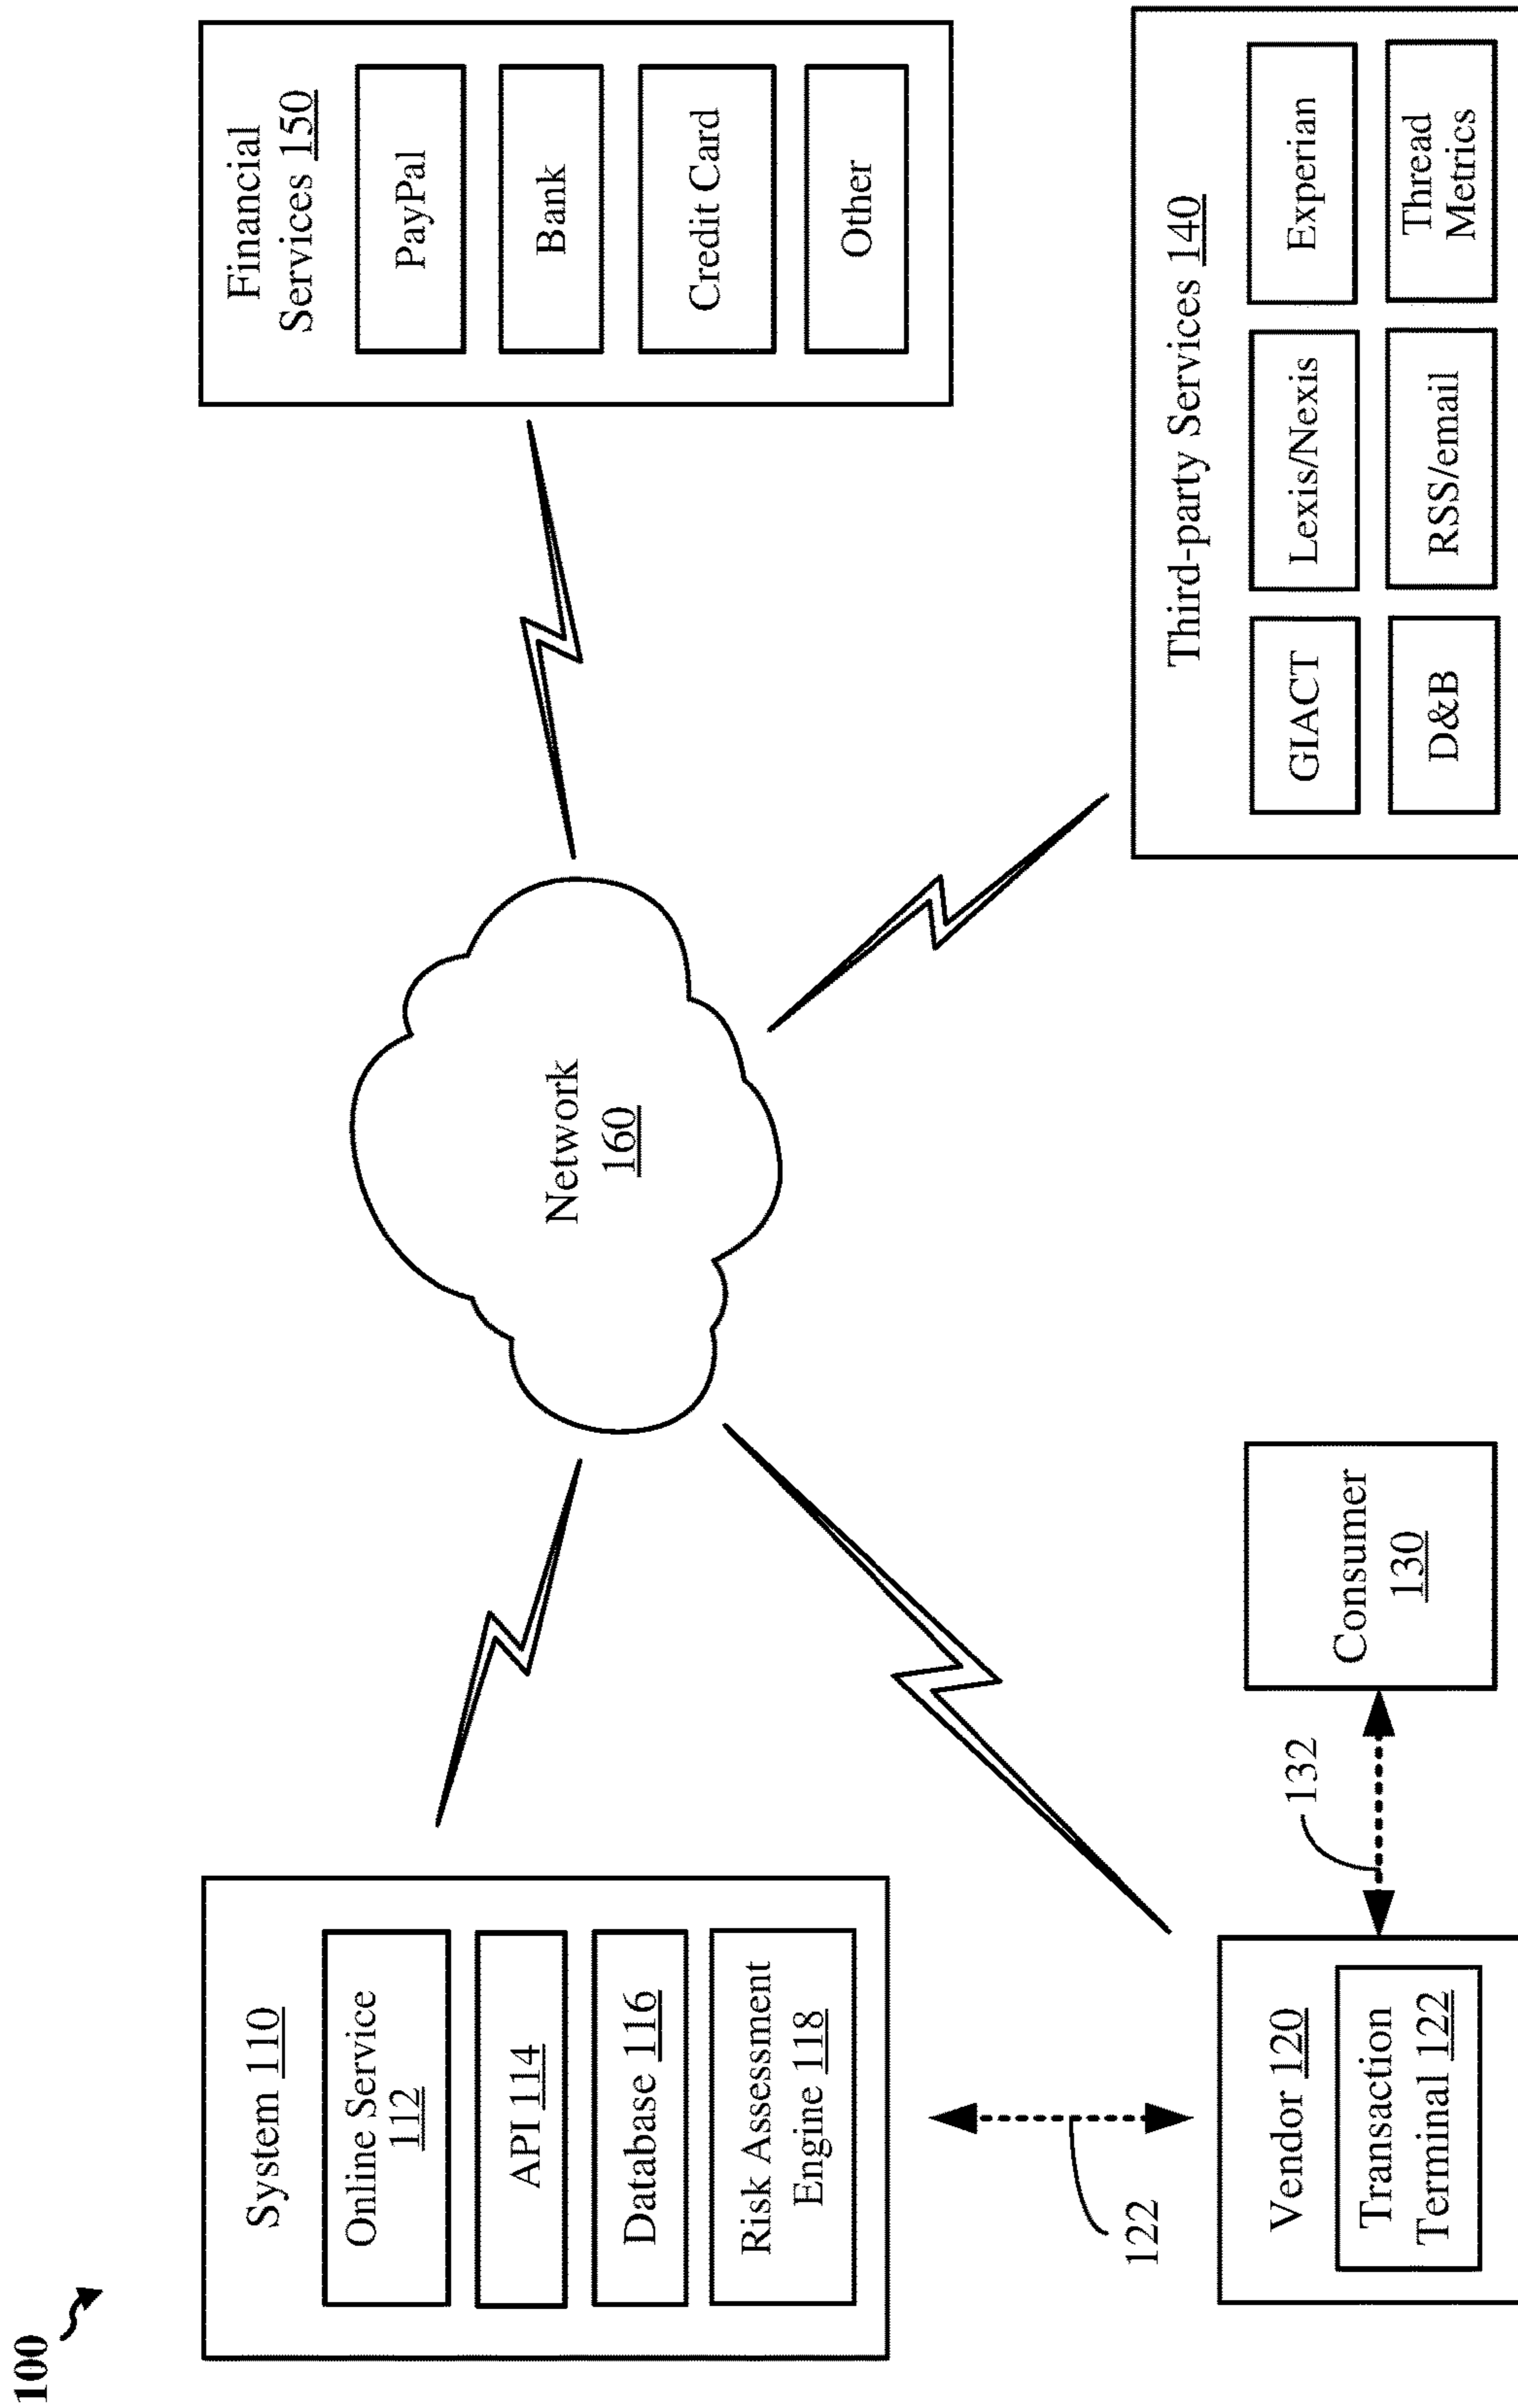 100
System 110
Online Service
112
API 114
Database 116
Risk Assessment
Engine 118
122
Vendor 120
Transaction
Terminal 122
132
Consumer
130
Network
160
Financial
Services 150
PayPal
Bank
Credit Card
Other
Third-party Services 140
GIACT
Lexis/Nexis
Experian
D&B
RSS/email
Thread
Metrics